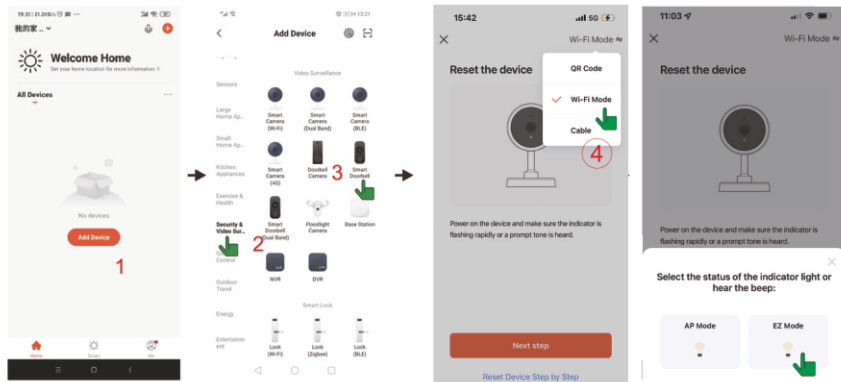 19:31 | 21.2KB/s
我的家 .. ▾
Welcome Home
Set your home location for more information >
All Devices
...
No devices
Add Device
1
Home
Smart
Me
13:21
Add Device
Video Surveillance
Sensors
Large
Home Ap..
Small
Home Ap..
Kitchen
Appliances
Exercise &
Health
Security &
Video Sur..
Control
Outdoor
Travel
Energy
Entertainm
ent
Smart
Camera
(Wi-Fi)
Smart
Camera
(Dual Band)
Smart
Camera
(BLE)
Smart
Camera
(4G)
Doorbell
Camera
3
Smart
Doorbell
2
Smart
Doorbell
(Dual Band)
Floodlight
Camera
Base Station
NVR
DVR
Smart Lock
Lock
(Wi-Fi)
Lock
(Zigbee)
Lock
(BLE)
15:42
5G
Wi-Fi Mode
Reset the device
QR Code
Wi-Fi Mode
Cable
4
Power on the device and make sure the indicator is
flashing rapidly or a prompt tone is heard.
Next step
Reset Device Step by Step
11:03
Wi-Fi Mode
Reset the device
Power on the device and make sure the indicator is
flashing rapidly or a prompt tone is heard.
Select the status of the indicator light or
hear the beep:
AP Mode
EZ Mode